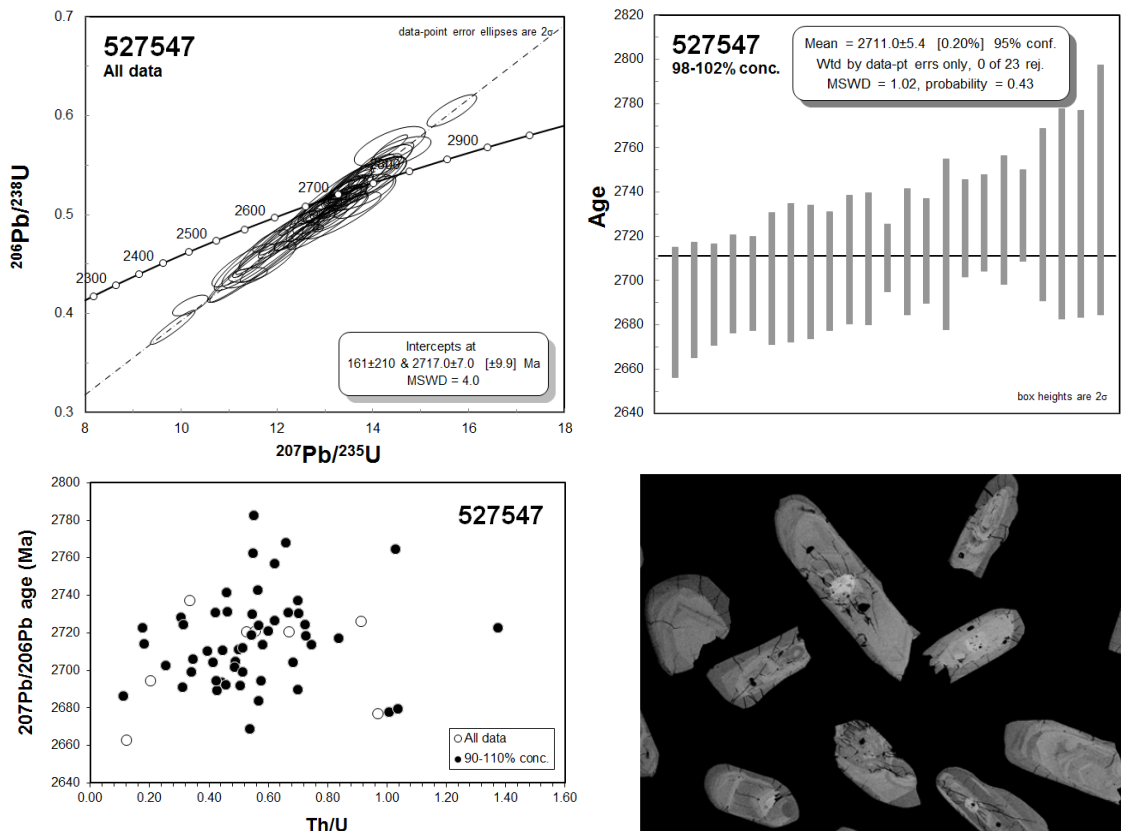 527547
All data
data-point error ellipses are 2σ
0.7
0.6
0.5
0.4
0.3
206Pb/238U
2300
2400
2500
2600
2700
2900
Intercepts at
161±210 & 2717.0±7.0 [±9.9] Ma
MSWD = 4.0
8
10
12
14
16
18
207Pb/235U
527547
98-102% conc.
Mean = 2711.0±5.4 [0.20%] 95% conf.
Wtd by data-pt errs only, 0 of 23 rej.
MSWD = 1.02, probability = 0.43
2820
2800
2780
2760
2740
2720
2700
2680
2660
2640
Age
box heights are 2σ
527547
2800
2780
2760
2740
2720
2700
2680
2660
2640
207Pb/206Pb age (Ma)
All data
90-110% conc.
0.00
0.20
0.40
0.60
0.80
1.00
1.20
1.40
1.60
Th/U